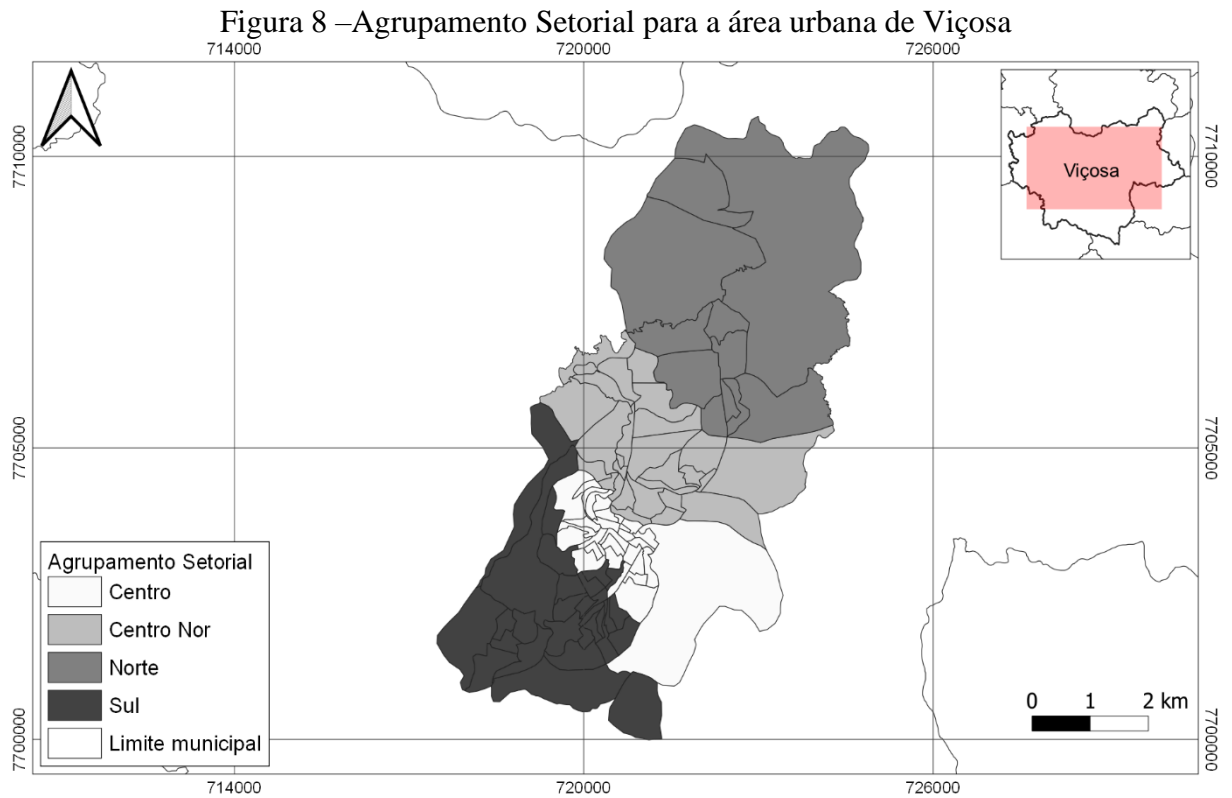 Figura 8 –Agrupamento Setorial para a área urbana de Viçosa
714000 720000 726000
7710000 7710000
Viçosa
7705000 7705000
Agrupamento Setorial
Centro
Centro Nor
Norte
Sul
Limite municipal
0 1 2 km
7700000 7700000
714000 720000 726000